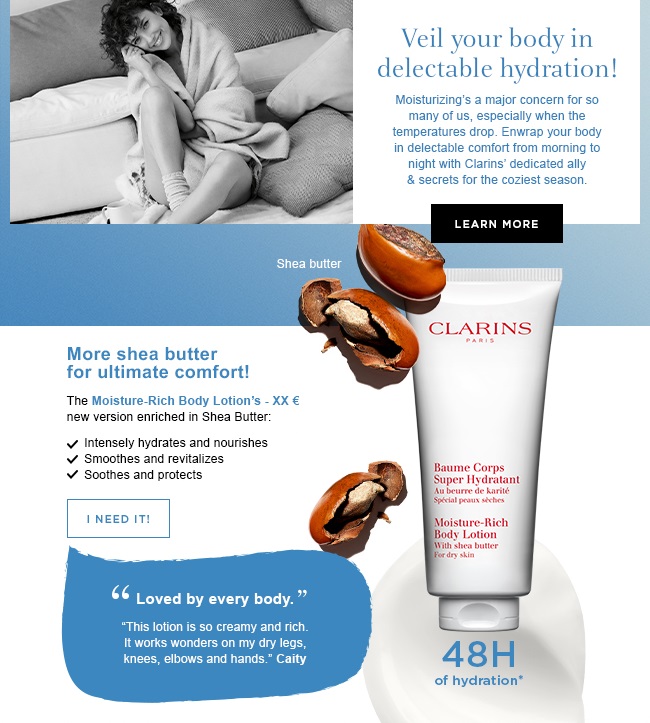 Veil your body in
delectable hydration!
Moisturizing's a major concern for so
many of us, especially when the
temperatures drop. Enwrap your body
in delectable comfort from morning to
night with Clarins' dedicated ally
& secrets for the coziest season.
LEARN MORE
Shea butter
CLARINS
PARIS
More shea butter
for ultimate comfort!
The Moisture-Rich Body Lotion's - XX €
new version enriched in Shea Butter:
Intensely hydrates and nourishes
Smoothes and revitalizes
Soothes and protects
I NEED IT!
Baume Corps
Super Hydratant
Au beurre de karité
Spécial peaux sèches
Moisture-Rich
Body Lotion
With shea butter
For dry skin
“ Loved by every body. ”
“This lotion is so creamy and rich.
It works wonders on my dry legs,
knees, elbows and hands.” Caity
48H
of hydration*